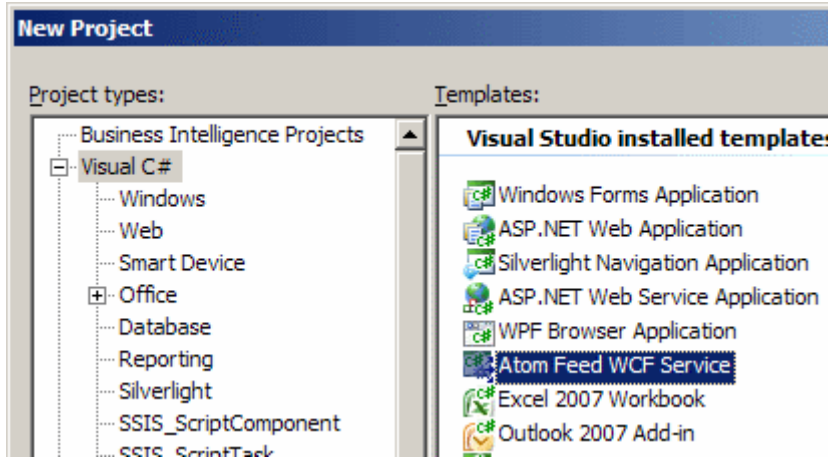 New Project
Project types:
Business Intelligence Projects
Visual C#
Windows
Web
Smart Device
Office
Database
Reporting
Silverlight
SSIS_ScriptComponent
SSIS_ScriptTask
Templates:
Visual Studio installed templates
Windows Forms Application
ASP.NET Web Application
Silverlight Navigation Application
ASP.NET Web Service Application
WPF Browser Application
Atom Feed WCF Service
Excel 2007 Workbook
Outlook 2007 Add-in